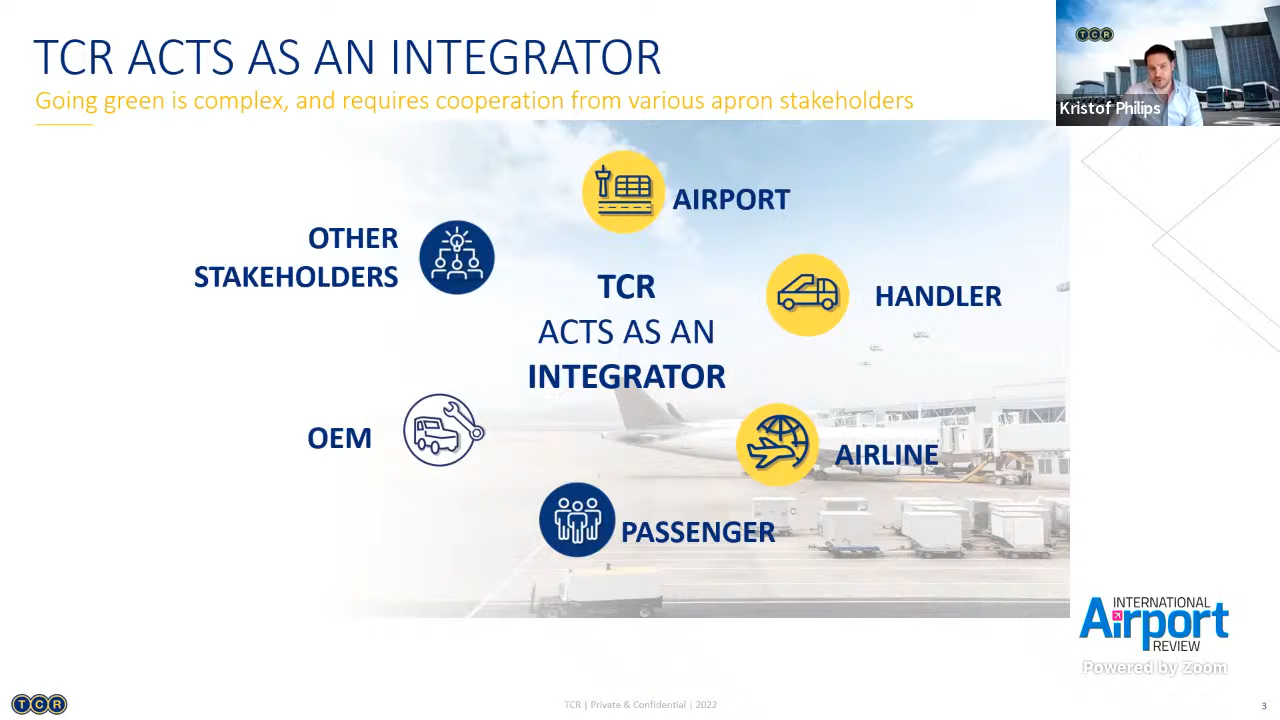 TCR ACTS AS AN INTEGRATOR
Going green is complex, and requires cooperation from various apron stakeholders
TCR
Kristof Philips
AIRPORT
OTHER
STAKEHOLDERS
TCR
ACTS AS AN
INTEGRATOR
HANDLER
OEM
AIRLINE
PASSENGER
INTERNATIONAL
Airport
REVIEW
Powered by Zoom
TCR
TCR | Private & Confidential | 2022
3